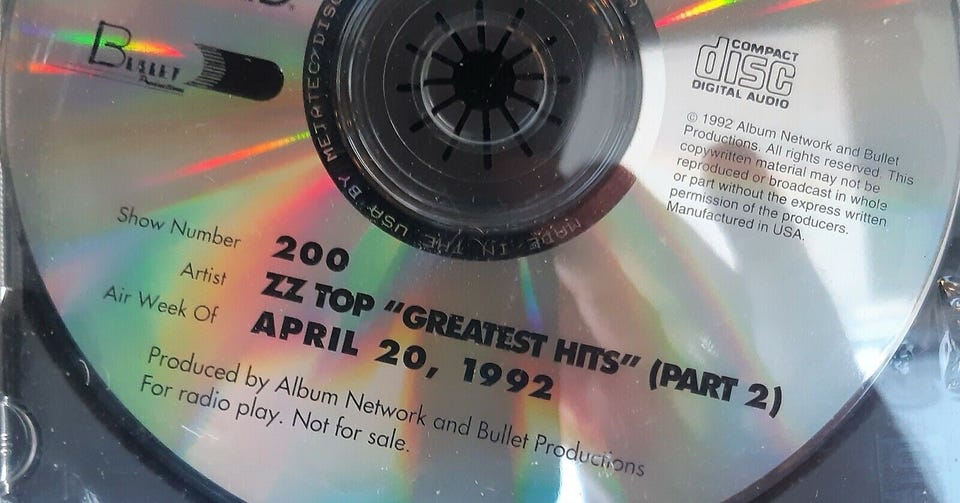 Bullet
Productions
COMPACT
disc
DIGITAL AUDIO
© 1992 Album Network and Bullet
Productions. All rights reserved. This
copywritten material may not be
reproduced or broadcast in whole
or part without the express written
permission of the producers.
Manufactured in USA.
MADE IN THE USA BY METATEC/DISC
Show Number 200
Artist ZZ TOP “GREATEST HITS” (PART 2)
Air Week Of APRIL 20, 1992
Produced by Album Network and Bullet Productions
For radio play. Not for sale.